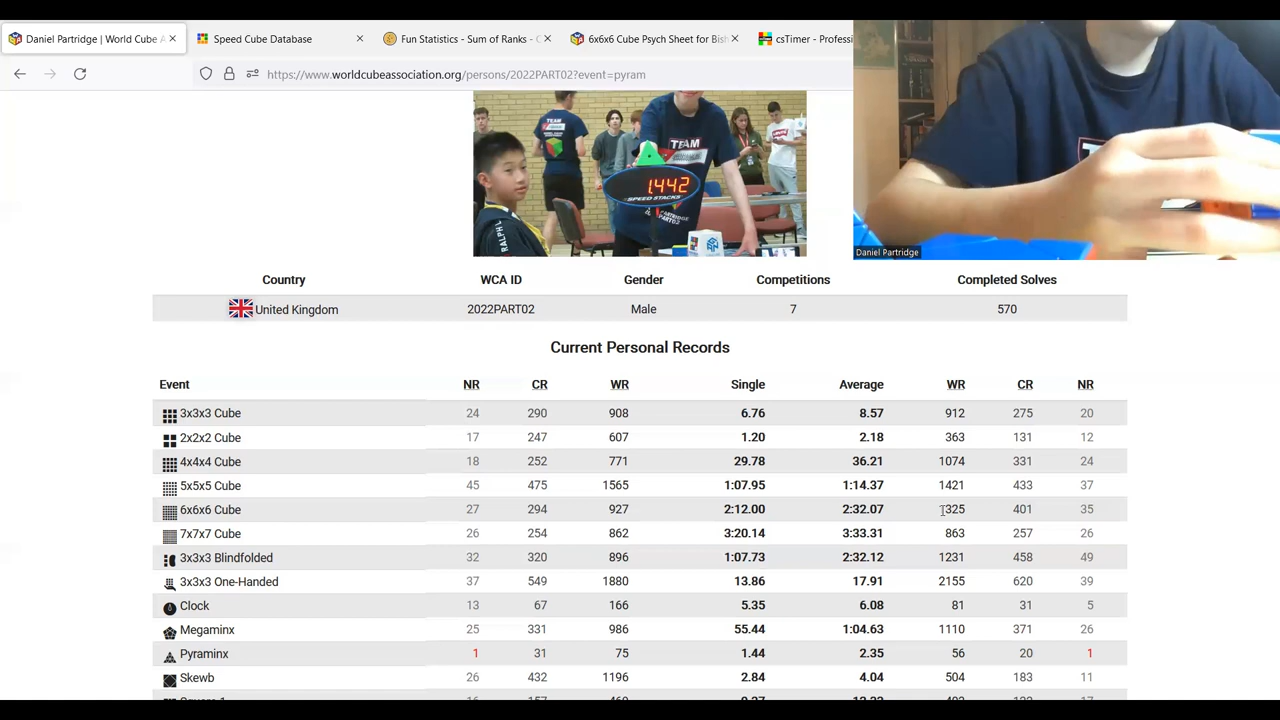 Daniel Partridge | World Cube A
Speed Cube Database
Fun Statistics - Sum of Ranks - C
6x6x6 Cube Psych Sheet for Bish
csTimer - Professi
https://www.worldcubeassociation.org/persons/2022PART02?event=pyram
TEAM
1.442
SPEED STACKS
PARTRIDGE
PART02
RALPH L
Daniel Partridge
Country WCA ID Gender Competitions Completed Solves
United Kingdom 2022PART02 Male 7 570
Current Personal Records
Event NR CR WR Single Average WR CR NR
3x3x3 Cube 24 290 908 6.76 8.57 912 275 20
2x2x2 Cube 17 247 607 1.20 2.18 363 131 12
4x4x4 Cube 18 252 771 29.78 36.21 1074 331 24
5x5x5 Cube 45 475 1565 1:07.95 1:14.37 1421 433 37
6x6x6 Cube 27 294 927 2:12.00 2:32.07 1325 401 35
7x7x7 Cube 26 254 862 3:20.14 3:33.31 863 257 26
3x3x3 Blindfolded 32 320 896 1:07.73 2:32.12 1231 458 49
3x3x3 One-Handed 37 549 1880 13.86 17.91 2155 620 39
Clock 13 67 166 5.35 6.08 81 31 5
Megaminx 25 331 986 55.44 1:04.63 1110 371 26
Pyraminx 1 31 75 1.44 2.35 56 20 1
Skewb 26 432 1196 2.84 4.04 504 183 11